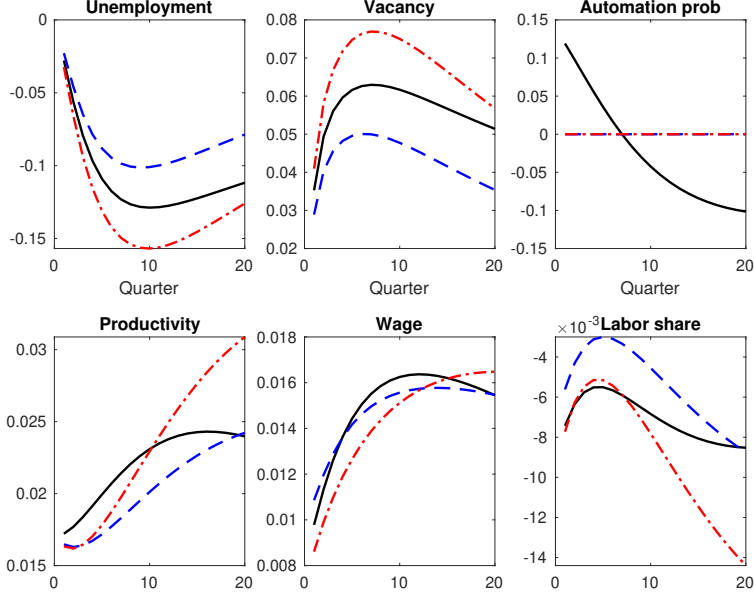 Unemployment Vacancy Automation prob
0 0.08 0.15
0.07 0.1
-0.05 0.06 0.05
0.05 0
-0.1 0.04 -0.05
0.03 -0.1
-0.15 0.02 -0.15
0 10 20 0 10 20 0 10 20
Quarter Quarter Quarter
Productivity Wage ×10-3 Labor share
0.03 0.018 -4
0.016 -6
0.025 0.014 -8
0.012 -10
0.02 0.01 -12
0.015 0.008 -14
0 10 20 0 10 20 0 10 20